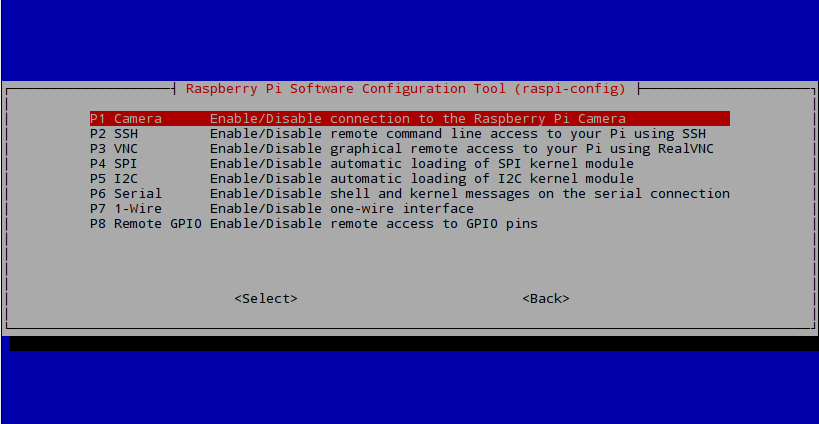 Raspberry Pi Software Configuration Tool (raspi-config)
P1 Camera Enable/Disable connection to the Raspberry Pi Camera
P2 SSH Enable/Disable remote command line access to your Pi using SSH
P3 VNC Enable/Disable graphical remote access to your Pi using RealVNC
P4 SPI Enable/Disable automatic loading of SPI kernel module
P5 I2C Enable/Disable automatic loading of I2C kernel module
P6 Serial Enable/Disable shell and kernel messages on the serial connection
P7 1-Wire Enable/Disable one-wire interface
P8 Remote GPIO Enable/Disable remote access to GPIO pins
<Select> <Back>